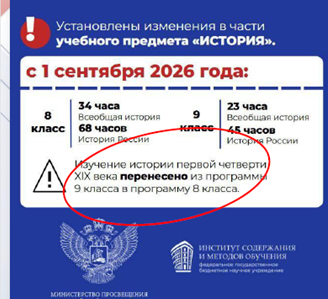 Установлены изменения в части
учебного предмета «ИСТОРИЯ».
с 1 сентября 2026 года:
8 класс
34 часа
Всеобщая история
68 часов
История России
9 класс
23 часа
Всеобщая история
45 часов
История России
Изучение истории первой четверти
XIX века перенесено из программы
9 класса в программу 8 класса.
МИНИСТЕРСТВО ПРОСВЕЩЕНИЯ
ИНСТИТУТ СОДЕРЖАНИЯ
И МЕТОДОВ ОБУЧЕНИЯ
федеральное государственное
бюджетное научное учреждение